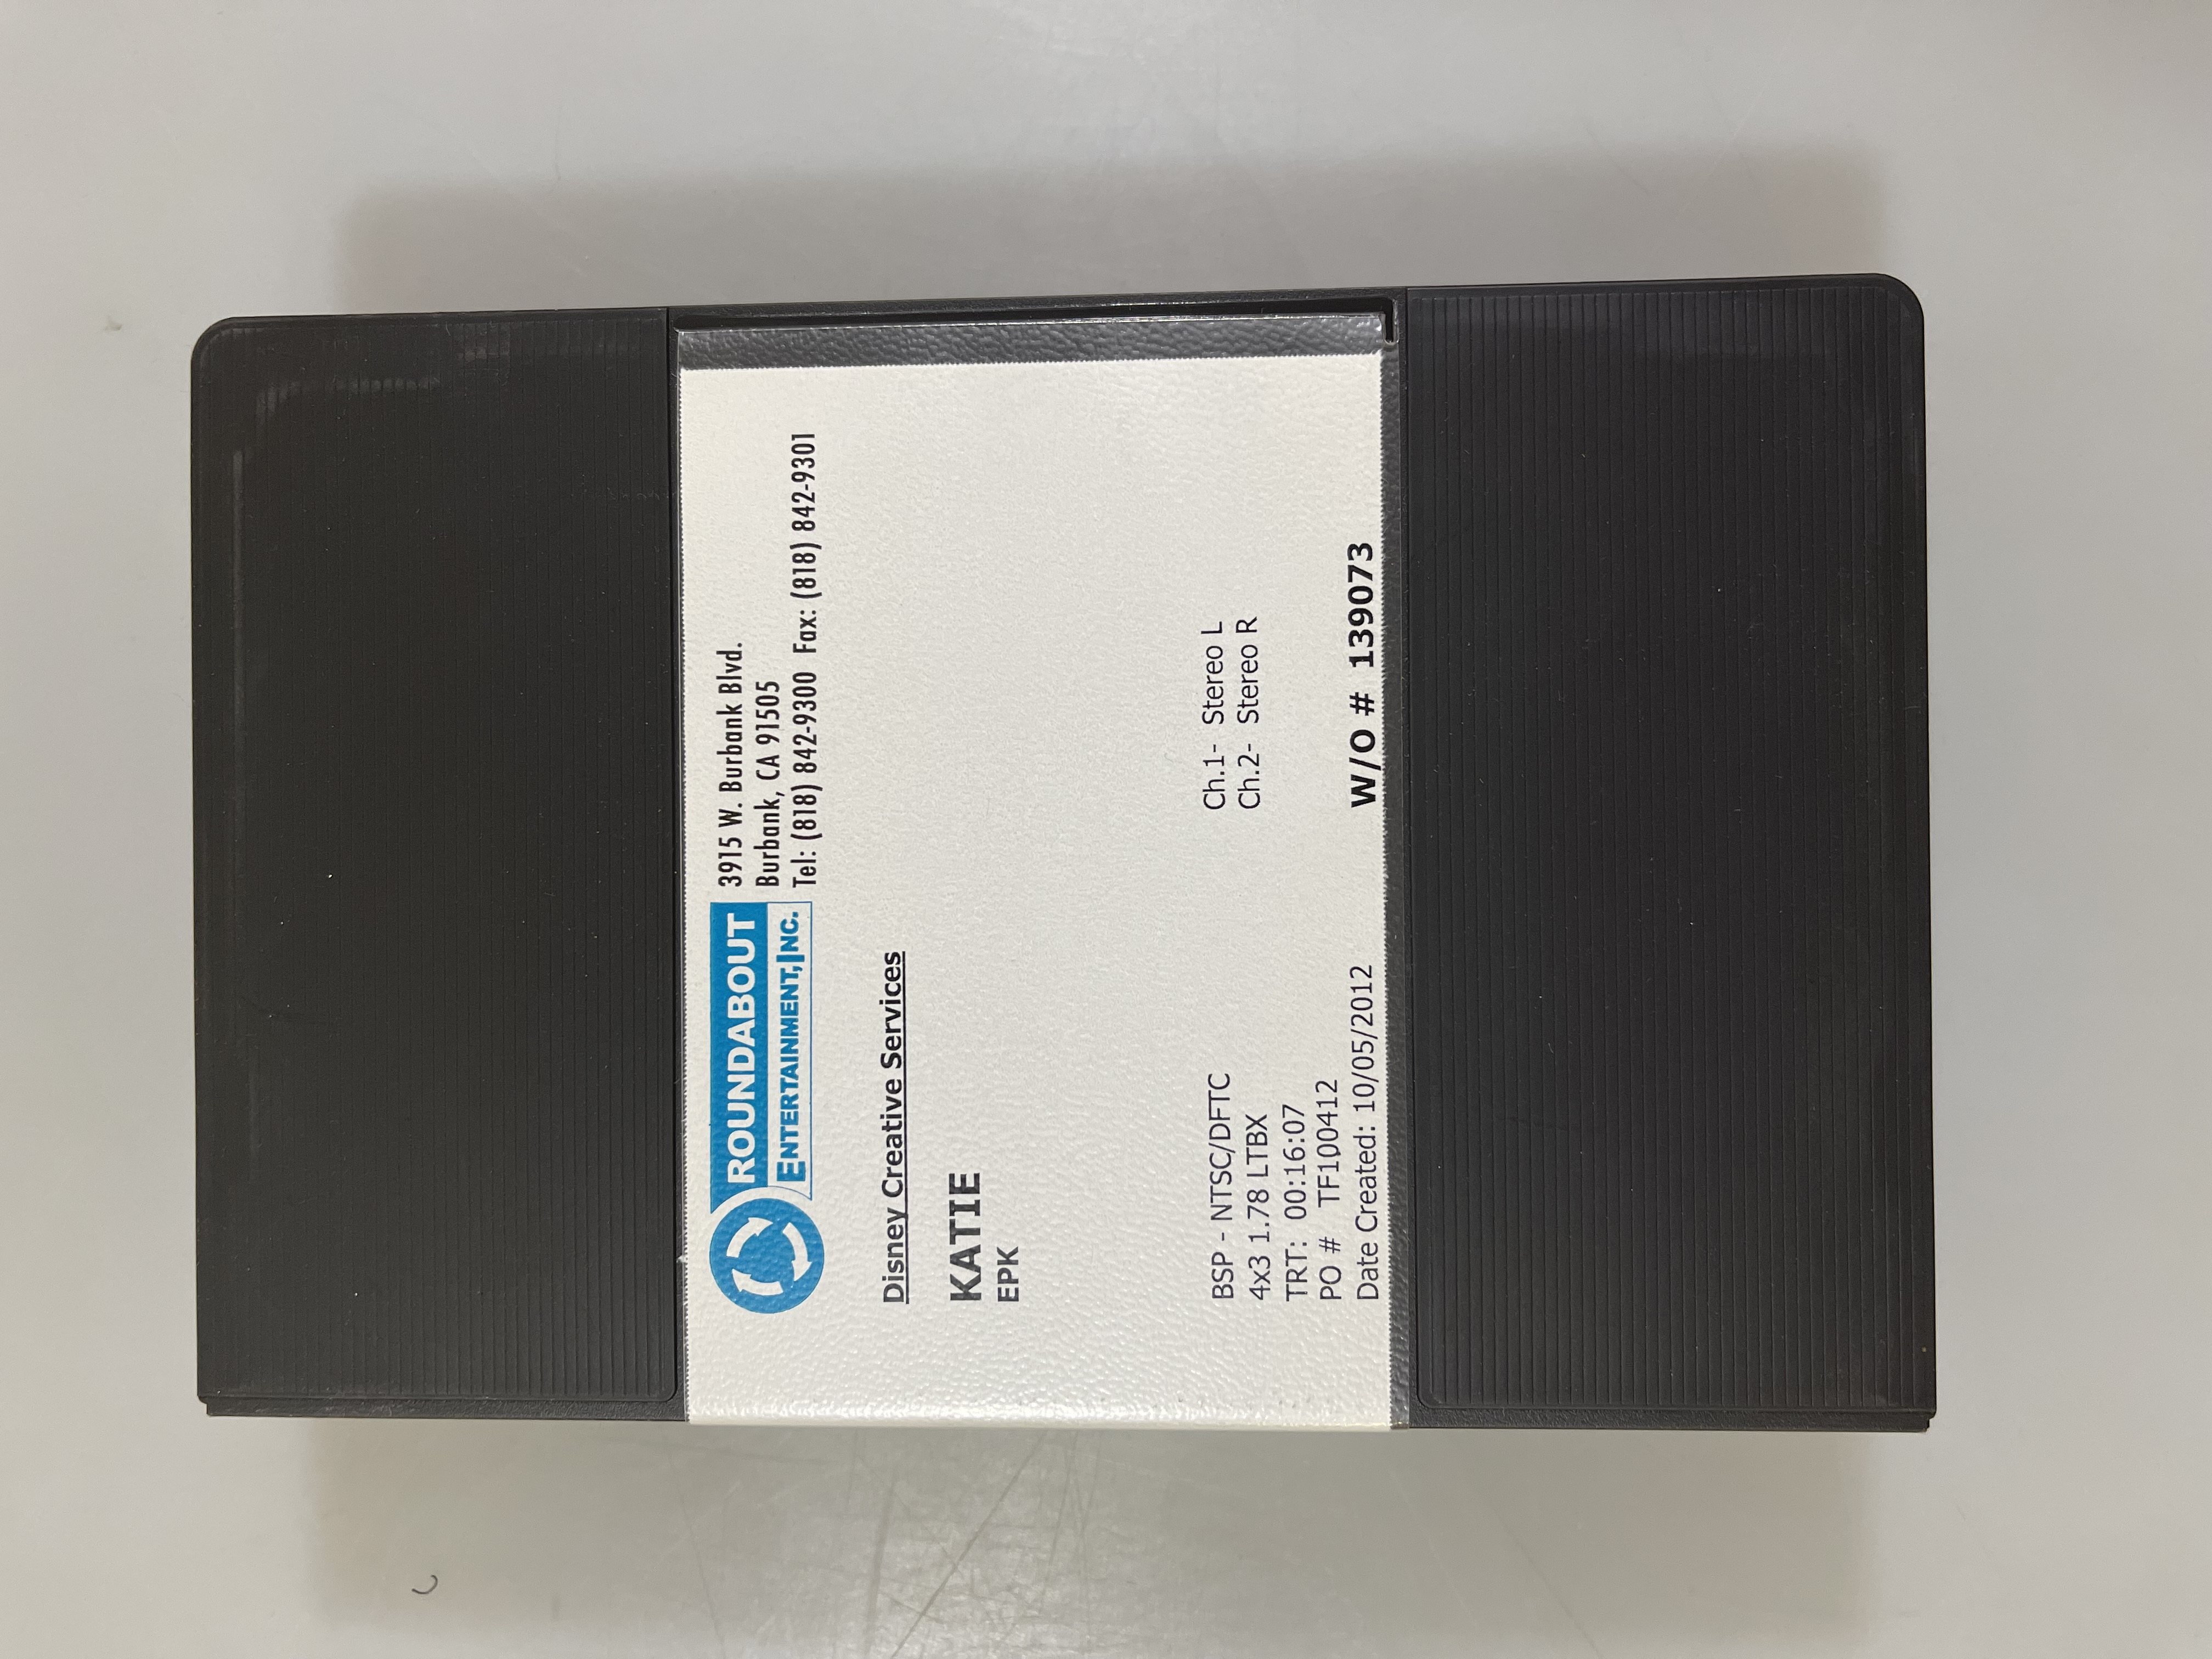 ROUNDABOUT
ENTERTAINMENT, INC.
3915 W. Burbank Blvd.
Burbank, CA 91505
Tel: (818) 842-9300 Fax: (818) 842-9301
Disney Creative Services
KATIE
EPK
BSP - NTSC/DFTC
4x3 1.78 LTBX
TRT: 00:16:07
PO # TF100412
Date Created: 10/05/2012
Ch.1- Stereo L
Ch.2- Stereo R
W/O # 139073